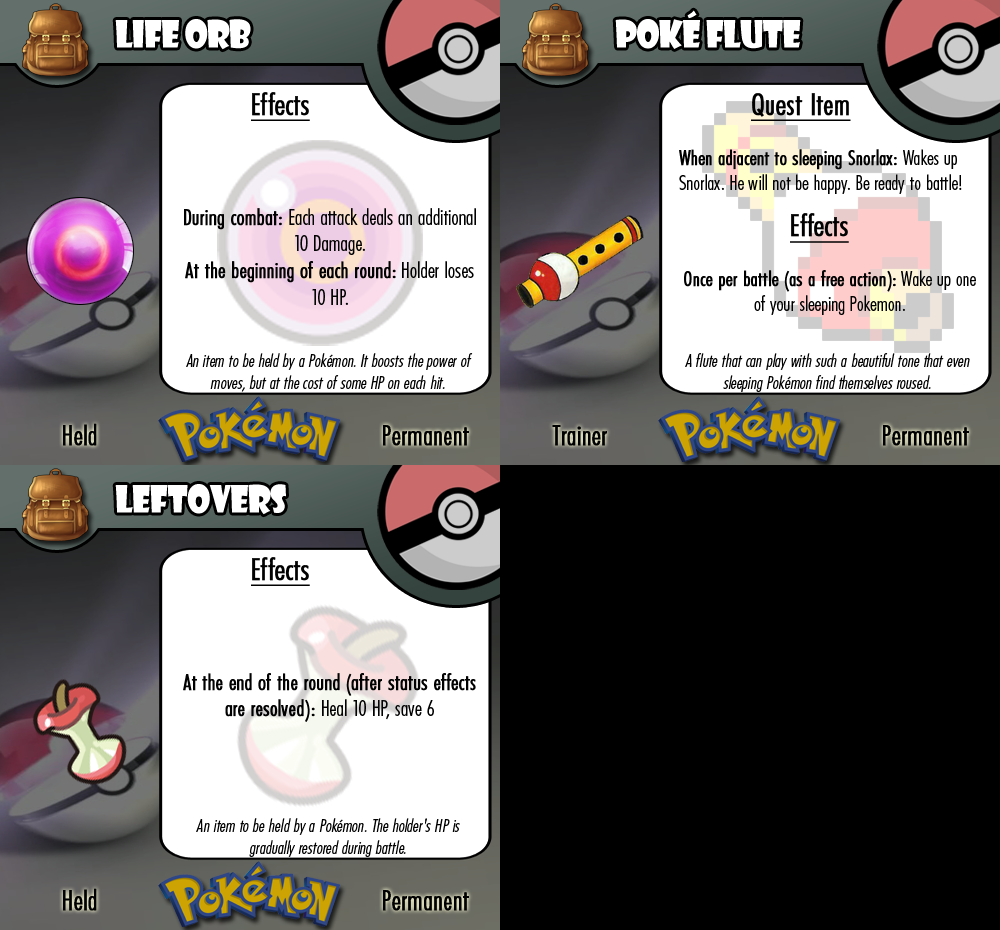 LIFE ORB
Effects
During combat: Each attack deals an additional
10 Damage.
At the beginning of each round: Holder loses
10 HP.
An item to be held by a Pokémon. It boosts the power of
moves, but at the cost of some HP on each hit.
Held
POKéMON
Permanent
POKÉ FLUTE
Quest Item
When adjacent to sleeping Snorlax: Wakes up
Snorlax. He will not be happy. Be ready to battle!
Effects
Once per battle (as a free action): Wake up one
of your sleeping Pokemon.
A flute that can play with such a beautiful tone that even
sleeping Pokémon find themselves roused.
Trainer
POKéMON
Permanent
LEFTOVERS
Effects
At the end of the round (after status effects
are resolved): Heal 10 HP, save 6
An item to be held by a Pokémon. The holder's HP is
gradually restored during battle.
Held
POKéMON
Permanent